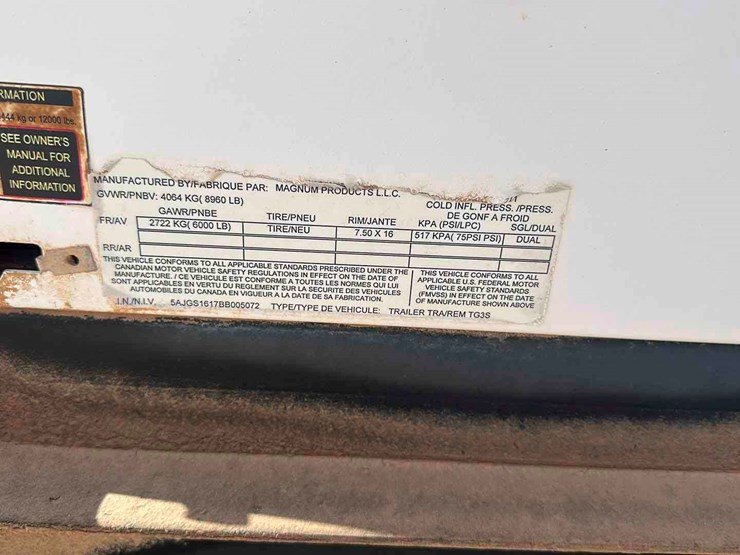 RMATION
444 kg or 12000 lbs.
SEE OWNER'S
MANUAL FOR
ADDITIONAL
INFORMATION
MANUFACTURED BY/FABRIQUE PAR: MAGNUM PRODUCTS L.L.C.
GVWR/PNBV: 4064 KG( 8960 LB)
COLD INFL. PRESS. /PRESS.
DE GONF A FROID
GAWR/PNBE TIRE/PNEU RIM/JANTE KPA (PSI/LPC) SGL/DUAL
FR/AV 2722 KG( 6000 LB) TIRE/NEU 7.50 X 16 517 KPA( 75PSI PSI) DUAL
RR/AR
THIS VEHICLE CONFORMS TO ALL APPLICABLE STANDARDS PRESCRIBED UNDER THE
CANADIAN MOTOR VEHICLE SAFETY REGULATIONS IN EFFECT ON THE DATE OF
MANUFACTURE. / CE VEHICULE EST CONFORME A TOUTES LES NORMES QUI LUI
SONT APPLICABLES EN VERTU DU REGLEMENT SUR LA SECURITE DES VEHICULES
AUTOMOBILES DU CANADA EN VIGUEUR A LA DATE DE SA FABRICATION.
THIS VEHICLE CONFORMS TO ALL
APPLICABLE U.S. FEDERAL MOTOR
VEHICLE SAFETY STANDARDS
(FMVSS) IN EFFECT ON THE DATE
OF MANUFACTURE SHOWN ABOVE
.I.N./N.I.V. 5AJGS1617BB005072 TYPE/TYPE DE VEHICULE: TRAILER TRA/REM TG3S